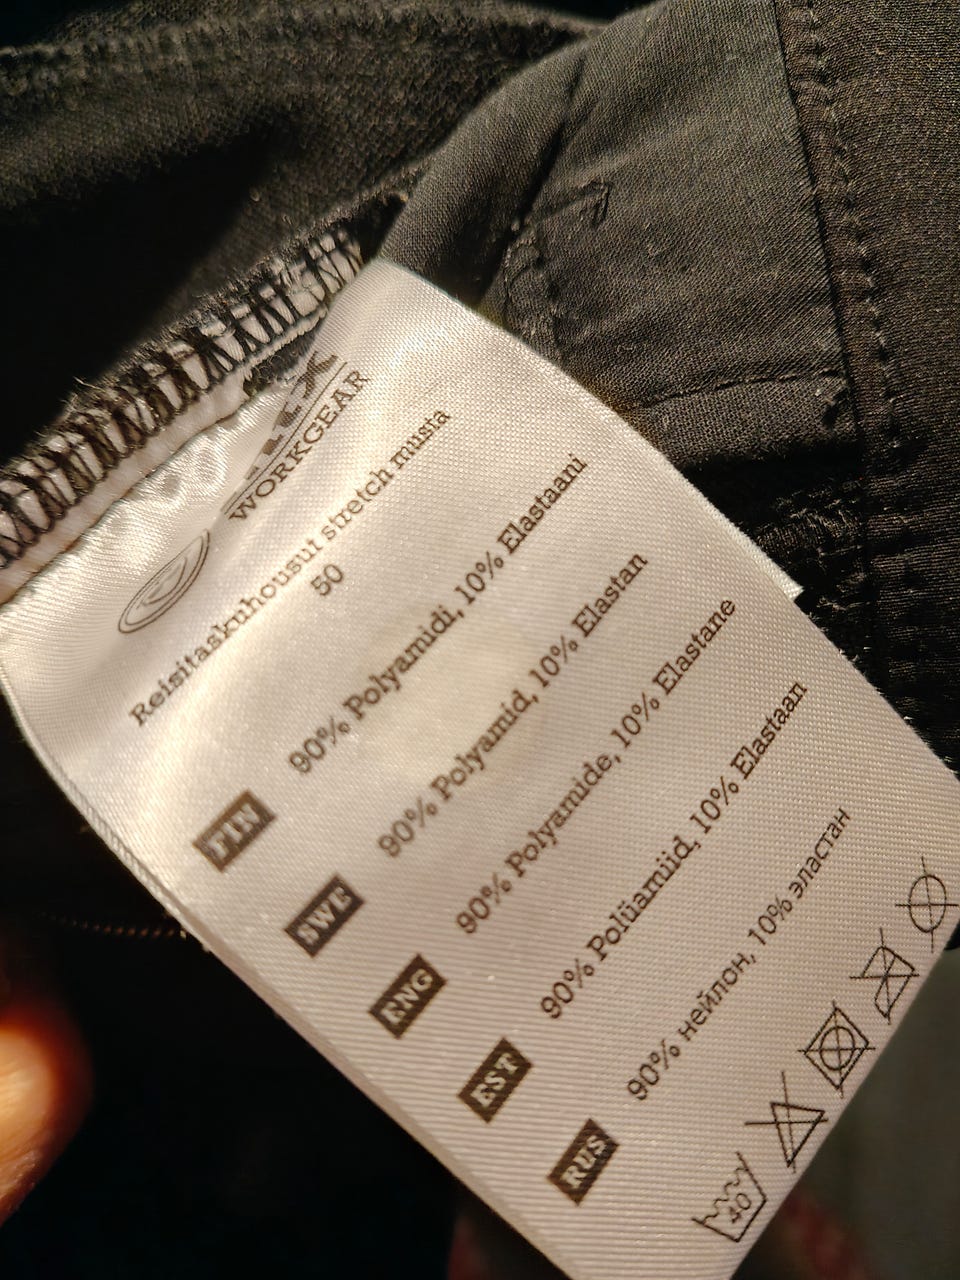 WORKGEAR
Reisitaskuhousut stretch musta
50
FIN 90% Polyamidi, 10% Elastaani
SWE 90% Polyamid, 10% Elastan
ENG 90% Polyamide, 10% Elastane
EST 90% Polüamiid, 10% Elastaan
RUS 90% нейлон, 10% эластан
40